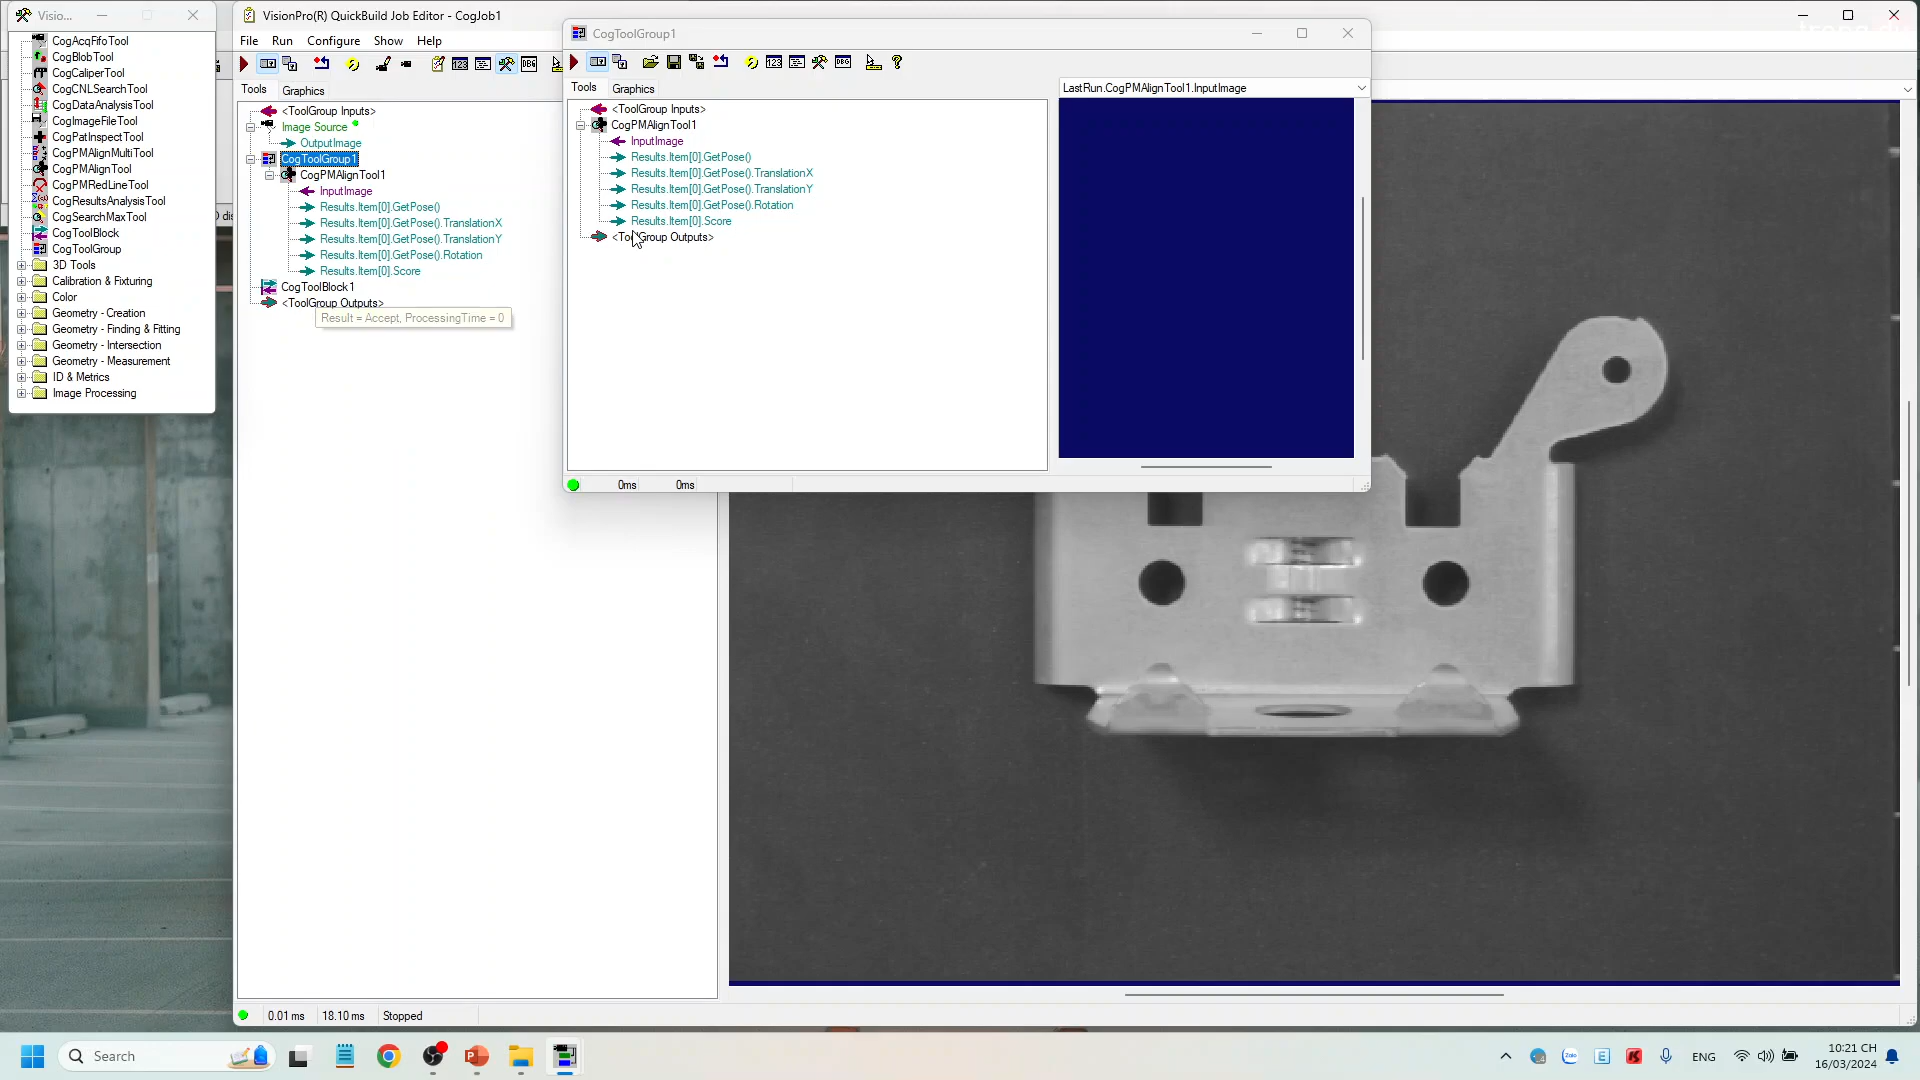 Visio...
CogAcqFifoTool
CogBlobTool
CogCaliperTool
CogCNLSearchTool
CogDataAnalysisTool
CogImageFileTool
CogPatInspectTool
CogPMAlignMultiTool
CogPMAlignTool
CogPMRedLineTool
CogResultsAnalysisTool
CogSearchMaxTool
CogToolBlock
CogToolGroup
3D Tools
Calibration & Fixturing
Color
Geometry - Creation
Geometry - Finding & Fitting
Geometry - Intersection
Geometry - Measurement
ID & Metrics
Image Processing
VisionPro(R) QuickBuild Job Editor - CogJob1
File Run Configure Show Help
Tools Graphics
<ToolGroup Inputs>
Image Source
OutputImage
CogToolGroup1
CogPMAlignTool1
InputImage
Results.Item[0].GetPose()
Results.Item[0].GetPose().TranslationX
Results.Item[0].GetPose().TranslationY
Results.Item[0].GetPose().Rotation
Results.Item[0].Score
CogToolBlock1
<ToolGroup Outputs>
Result = Accept, ProcessingTime = 0
0.01 ms 18.10 ms Stopped
CogToolGroup1
Tools Graphics
<ToolGroup Inputs>
CogPMAlignTool1
InputImage
Results.Item[0].GetPose()
Results.Item[0].GetPose().TranslationX
Results.Item[0].GetPose().TranslationY
Results.Item[0].GetPose().Rotation
Results.Item[0].Score
<ToolGroup Outputs>
LastRun.CogPMAlignTool1.InputImage
0ms 0ms
Search
ENG
10:21 CH
16/03/2024